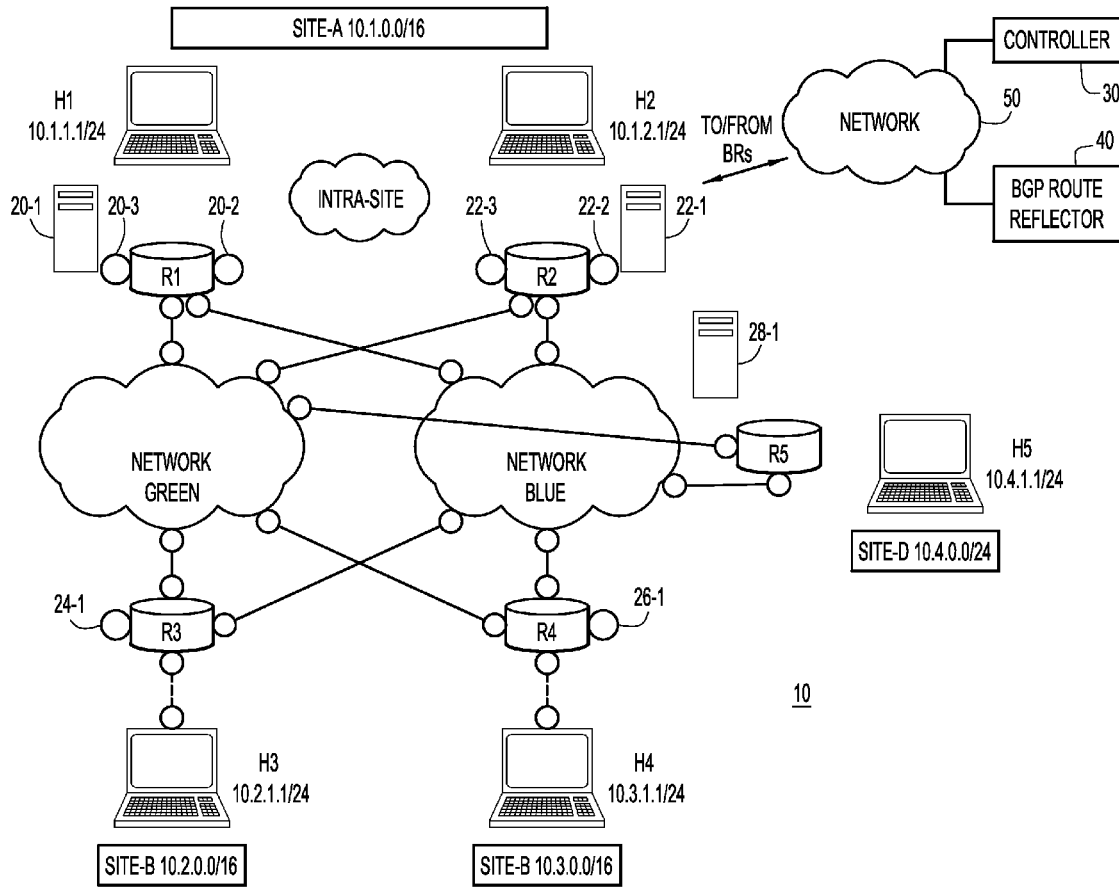 SITE-A 10.1.0.0/16
CONTROLLER
30
H1
10.1.1.1/24
H2
10.1.2.1/24
NETWORK
50
TO/FROM
BRs
40
BGP ROUTE
REFLECTOR
INTRA-SITE
20-1
20-3
20-2
22-3
22-2
22-1
R1
R2
28-1
NETWORK
GREEN
NETWORK
BLUE
R5
H5
10.4.1.1/24
SITE-D 10.4.0.0/24
24-1
R3
R4
26-1
10
H3
10.2.1.1/24
H4
10.3.1.1/24
SITE-B 10.2.0.0/16
SITE-B 10.3.0.0/16